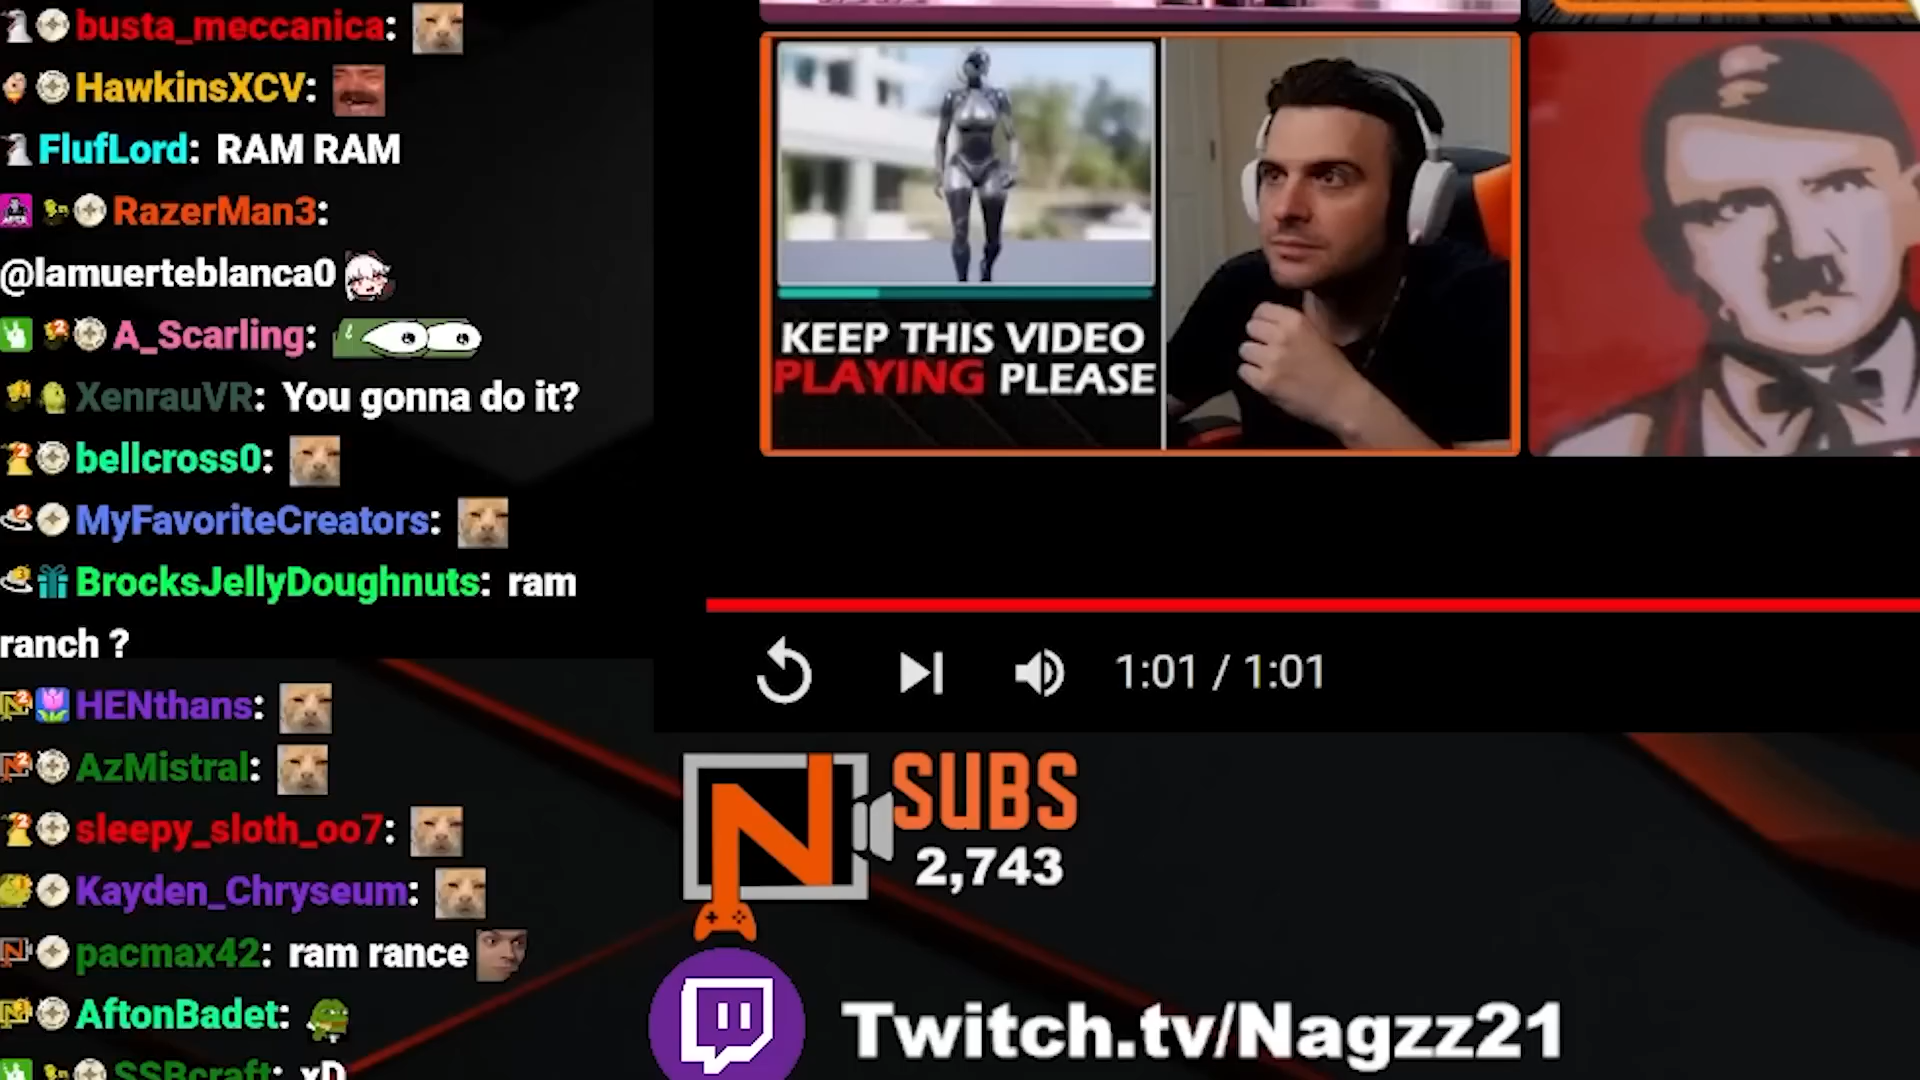 busta_meccanica:
HawkinsXCV:
FlufLord: RAM RAM
RazerMan3:
@lamuerteblanca0
A_Scarling:
XenrauVR: You gonna do it?
bellcross0:
MyFavoriteCreators:
BrocksJellyDoughnuts: ram
ranch ?
HENthans:
AzMistral:
sleepy_sloth_oo7:
Kayden_Chryseum:
pacmax42: ram rance
AftonBadet:
SSBcraft: xD
KEEP THIS VIDEO
PLAYING PLEASE
1:01 / 1:01
N
SUBS
2,743
Twitch.tv/Nagzz21